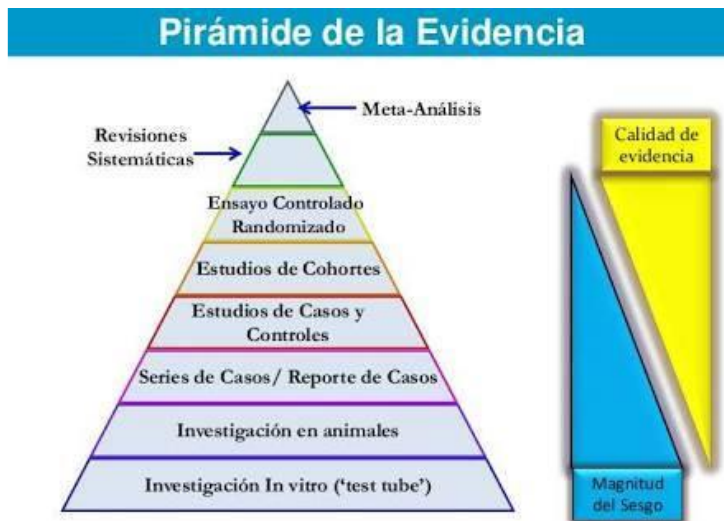 Pirámide de la Evidencia
Meta-Análisis
Revisiones
Sistemáticas
Ensayo Controlado
Randomizado
Estudios de Cohortes
Estudios de Casos y
Controles
Series de Casos/ Reporte de Casos
Investigación en animales
Investigación In vitro (‘test tube’)
Calidad de
evidencia
Magnitud
del Sesgo